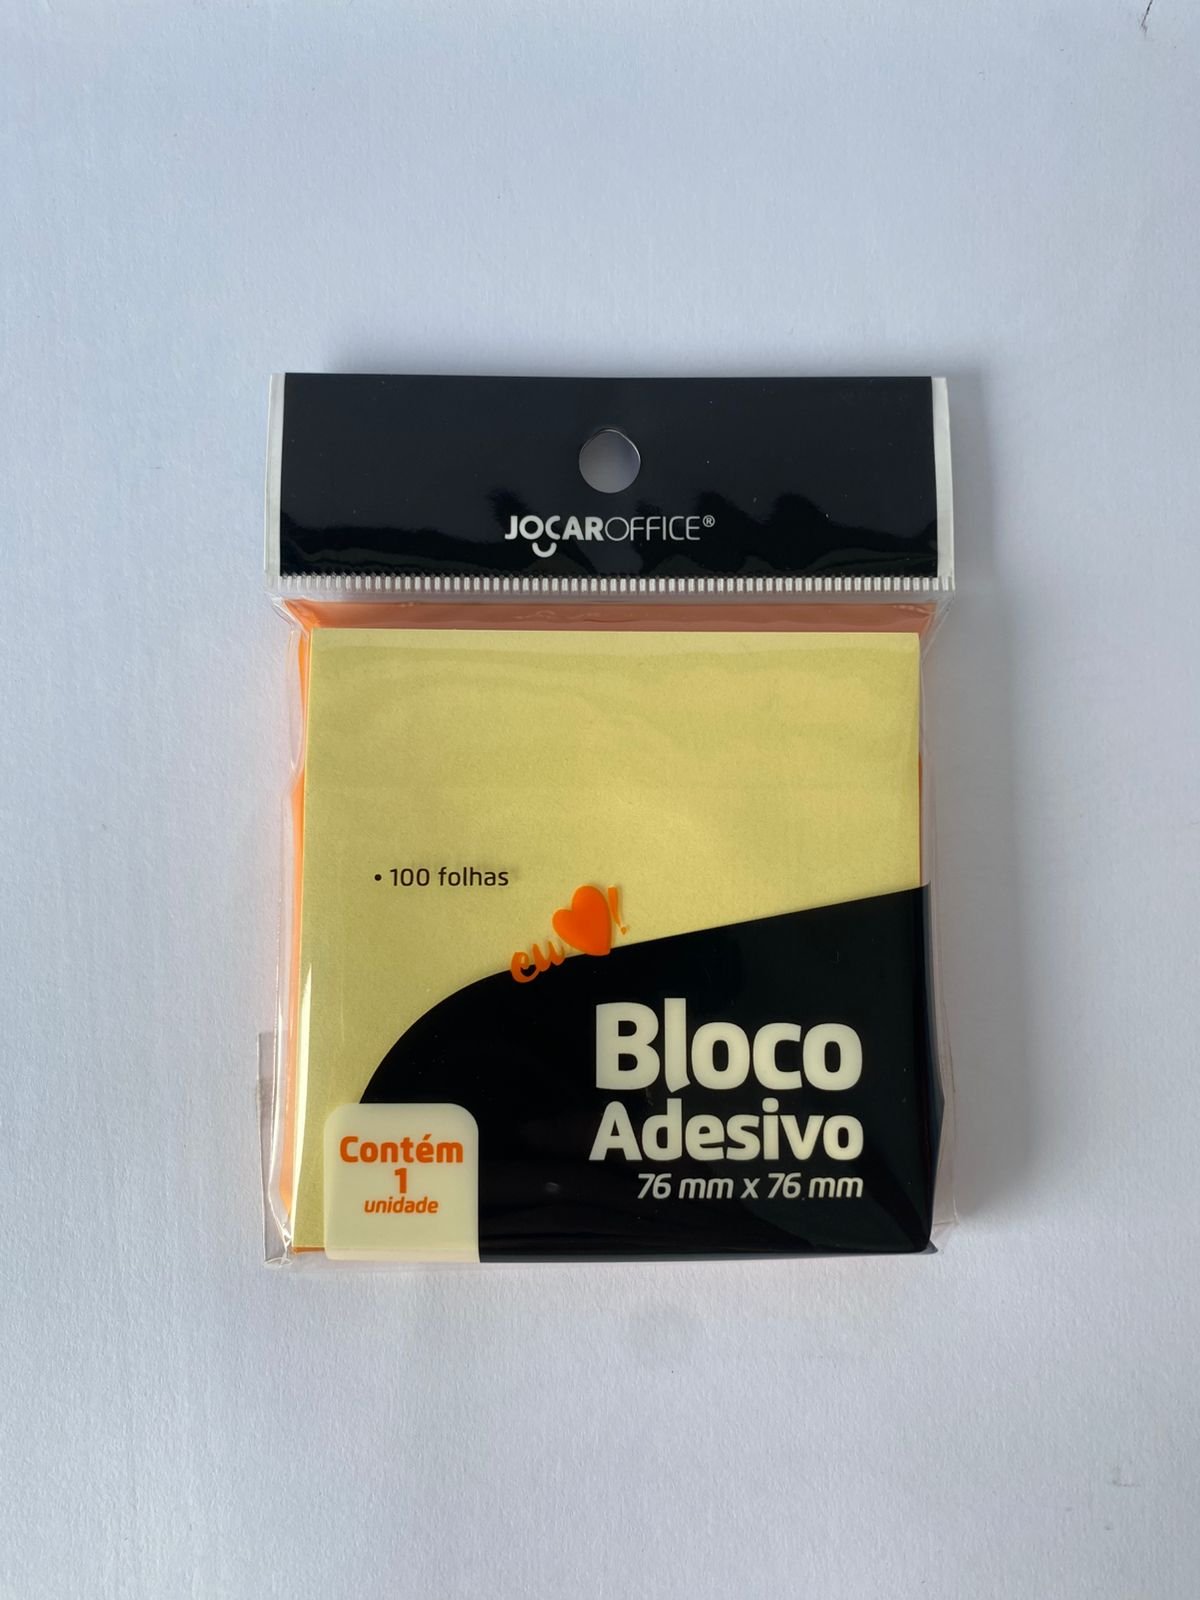 JOCAROFFICE®
• 100 folhas
eu ♥!
Bloco
Adesivo
76 mm x 76 mm
Contém
1
unidade